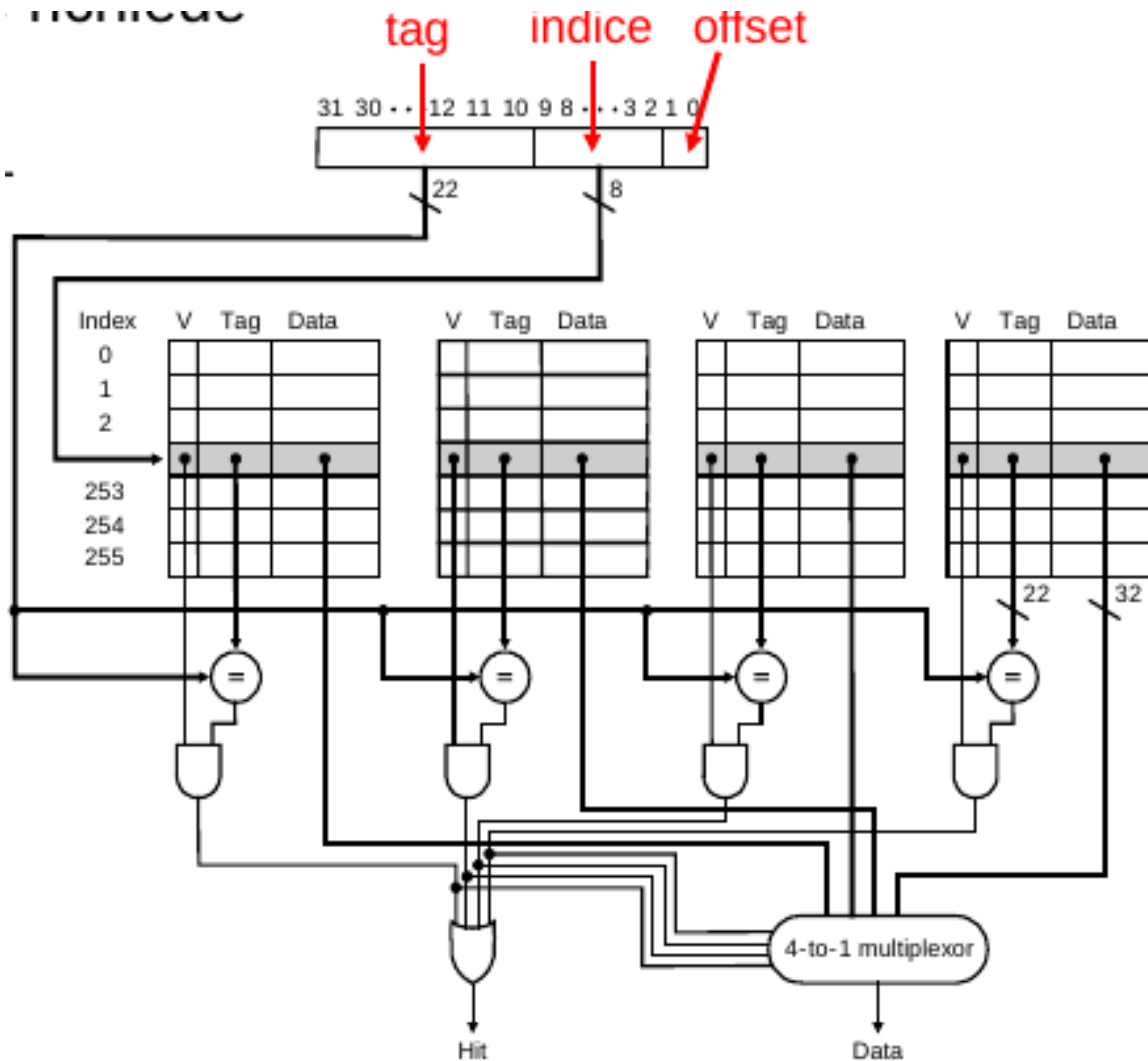 tag indice offset
31 30 · · 12 11 10 9 8 · · · 3 2 1 0
22 8
Index V Tag Data V Tag Data V Tag Data V Tag Data
0
1
2
253
254
255
22 32
= = = =
4-to-1 multiplexor
Hit Data